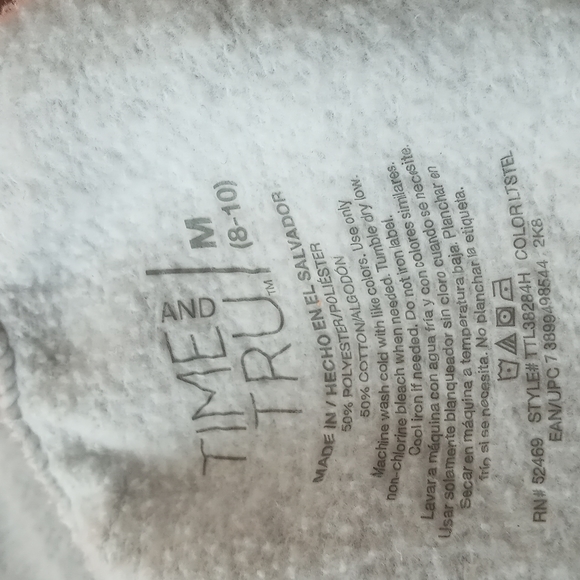 TIME
AND
TRU
TM
M
(8-10)
MADE IN / HECHO EN EL SALVADOR
50% POLYESTER/POLIÉSTER
50% COTTON/ALGODÓN
Machine wash cold with like colors. Use only
non-chlorine bleach when needed. Tumble dry low.
Cool iron if needed. Do not iron label.
Lavar a máquina con agua fría y con colores similares.
Usar solamente blanqueador sin cloro cuando se necesite.
Secar en máquina a temperatura baja. Planchar en
frío si se necesita. No planchar la etiqueta.
RN# 52469 STYLE# TTL38284H COLOR LTSTEL
EAN/UPC 2K8